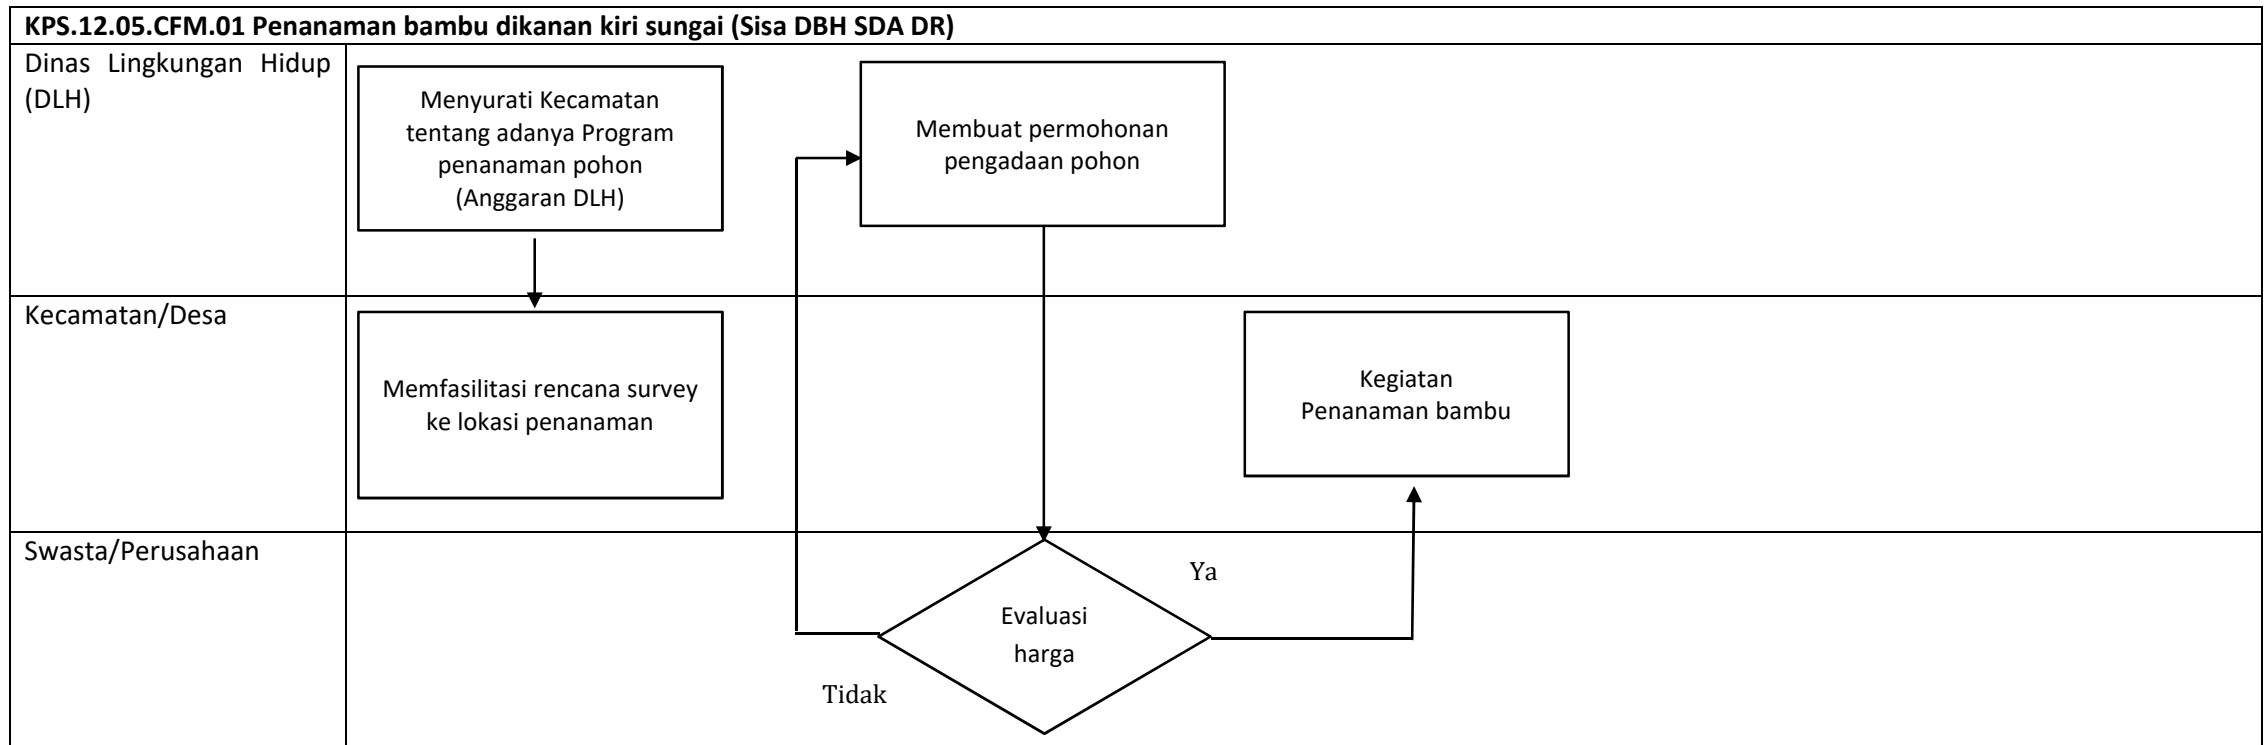 KPS.12.05.CFM.01 Penanaman bambu dikanan kiri sungai (Sisa DBH SDA DR)
Dinas Lingkungan Hidup
(DLH)
Menyurati Kecamatan
tentang adanya Program
penanaman pohon
(Anggaran DLH)
Membuat permohonan
pengadaan pohon
Kecamatan/Desa
Memfasilitasi rencana survey
ke lokasi penanaman
Kegiatan
Penanaman bambu
Swasta/Perusahaan
Ya
Evaluasi
harga
Tidak